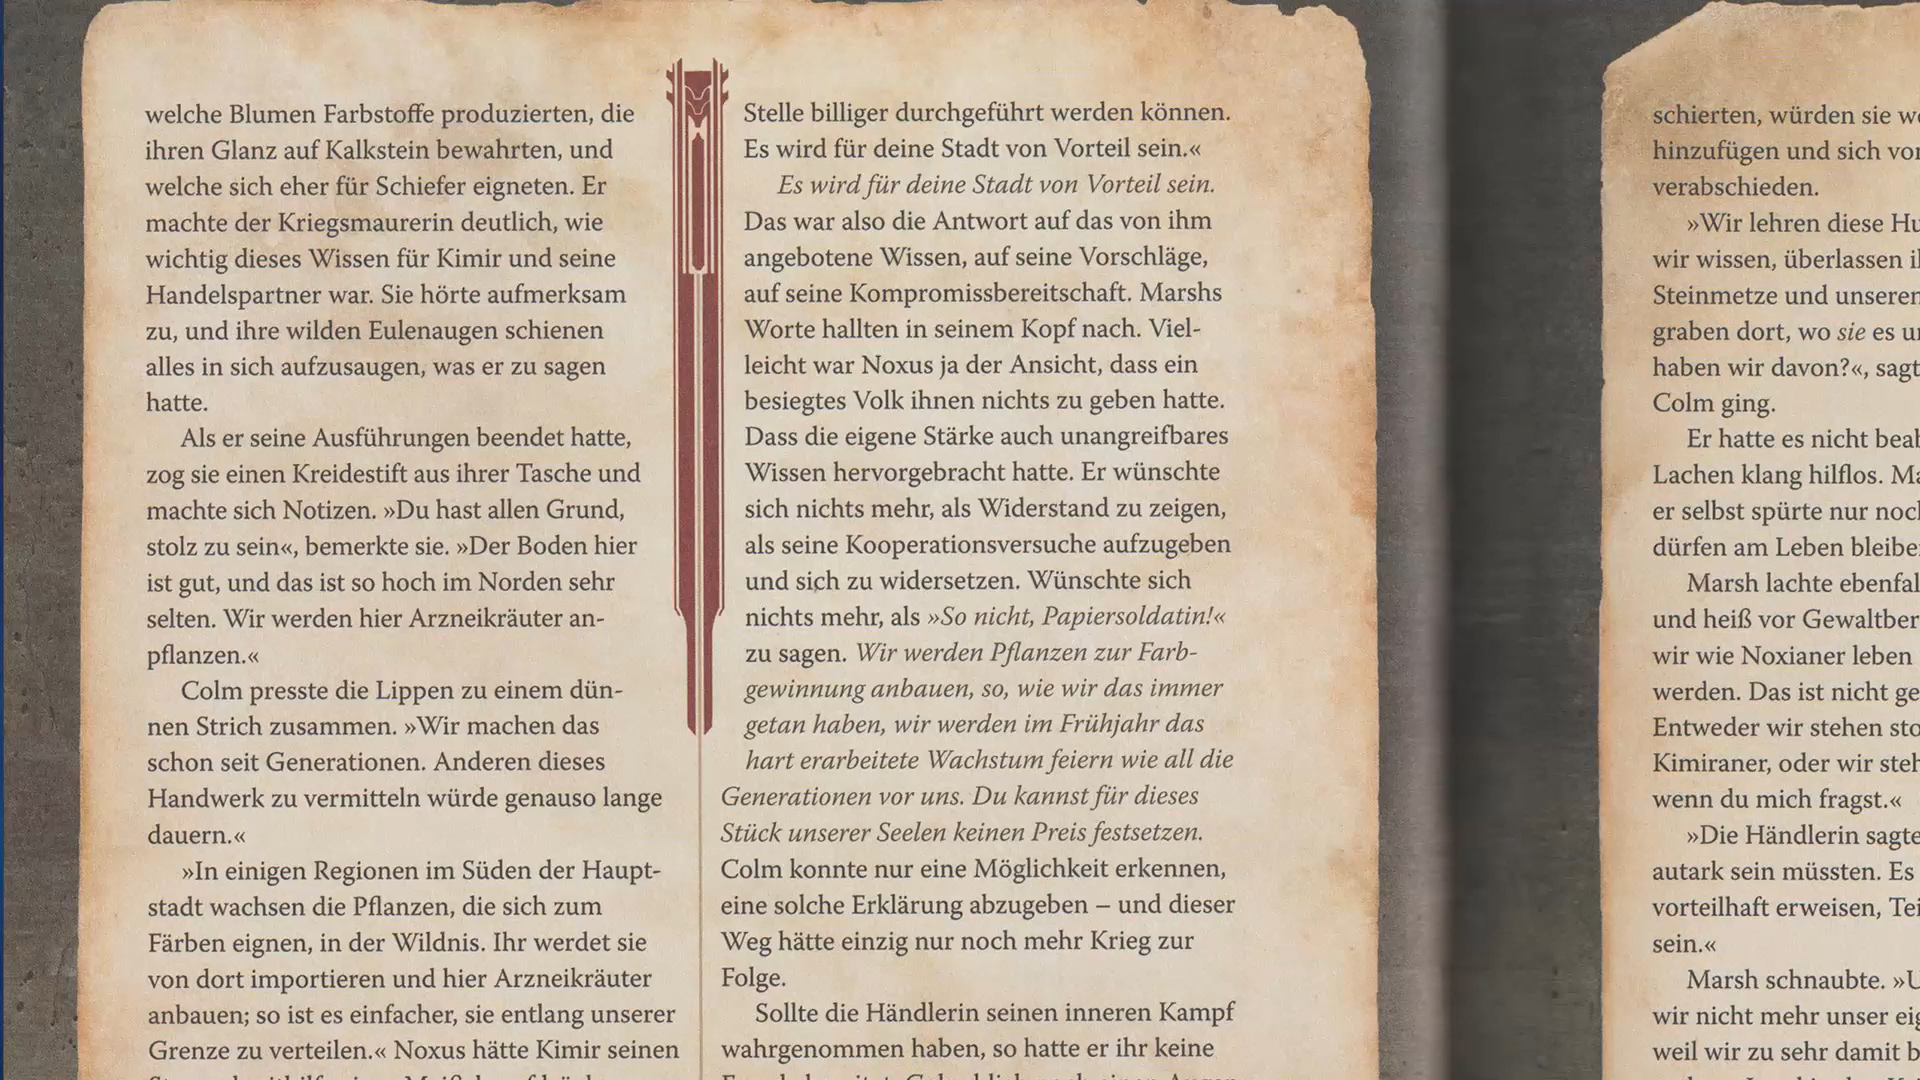 welche Blumen Farbstoffe produzierten, die
ihren Glanz auf Kalkstein bewahrten, und
welche sich eher für Schiefer eigneten. Er
machte der Kriegsmaurerin deutlich, wie
wichtig dieses Wissen für Kimir und seine
Handelspartner war. Sie hörte aufmerksam
zu, und ihre wilden Eulenaugen schienen
alles in sich aufzusaugen, was er zu sagen
hatte.
Als er seine Ausführungen beendet hatte,
zog sie einen Kreidestift aus ihrer Tasche und
machte sich Notizen. »Du hast allen Grund,
stolz zu sein«, bemerkte sie. »Der Boden hier
ist gut, und das ist so hoch im Norden sehr
selten. Wir werden hier Arzneikräuter an-
pflanzen.«
Colm presste die Lippen zu einem dün-
nen Strich zusammen. »Wir machen das
schon seit Generationen. Anderen dieses
Handwerk zu vermitteln würde genauso lange
dauern.«
»In einigen Regionen im Süden der Haupt-
stadt wachsen die Pflanzen, die sich zum
Färben eignen, in der Wildnis. Ihr werdet sie
von dort importieren und hier Arzneikräuter
anbauen; so ist es einfacher, sie entlang unserer
Grenze zu verteilen.« Noxus hätte Kimir seinen
Stelle billiger durchgeführt werden können.
Es wird für deine Stadt von Vorteil sein.«
Es wird für deine Stadt von Vorteil sein.
Das war also die Antwort auf das von ihm
angebotene Wissen, auf seine Vorschläge,
auf seine Kompromissbereitschaft. Marshs
Worte hallten in seinem Kopf nach. Viel-
leicht war Noxus ja der Ansicht, dass ein
besiegtes Volk ihnen nichts zu geben hatte.
Dass die eigene Stärke auch unangreifbares
Wissen hervorgebracht hatte. Er wünschte
sich nichts mehr, als Widerstand zu zeigen,
als seine Kooperationsversuche aufzugeben
und sich zu widersetzen. Wünschte sich
nichts mehr, als »So nicht, Papiersoldatin!«
zu sagen. Wir werden Pflanzen zur Farb-
gewinnung anbauen, so, wie wir das immer
getan haben, wir werden im Frühjahr das
hart erarbeitete Wachstum feiern wie all die
Generationen vor uns. Du kannst für dieses
Stück unserer Seelen keinen Preis festsetzen.
Colm konnte nur eine Möglichkeit erkennen,
eine solche Erklärung abzugeben – und dieser
Weg hätte einzig nur noch mehr Krieg zur
Folge.
Sollte die Händlerin seinen inneren Kampf
wahrgenommen haben, so hatte er ihr keine
schierten, würden sie
hinzufügen und sich
verabschieden.
»Wir lehren diese
wir wissen, überlassen
Steinmetze und unseren
graben dort, wo sie es
haben wir davon?«, sagt
Colm ging.
Er hatte es nicht
Lachen klang hilflos.
er selbst spürte nur
dürfen am Leben
Marsh lachte
und heiß vor
wir wie Noxianer leben
werden. Das ist nicht
Entweder wir stehen
Kimiraner, oder wir
wenn du mich fragst.«
»Die Händlerin sagte
autark sein müssten. Es
vorteilhaft erweisen,
sein.«
Marsh schnaubte.
wir nicht mehr unser
weil wir zu sehr damit